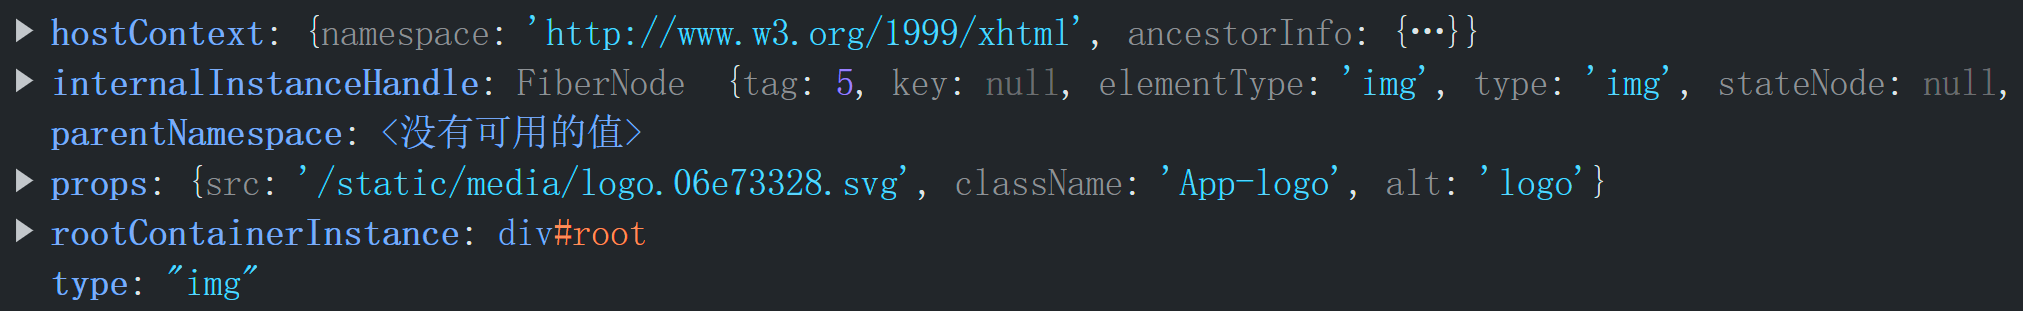 hostContext: {namespace: 'http://www.w3.org/1999/xhtml', ancestorInfo: {…}}
internalInstanceHandle: FiberNode {tag: 5, key: null, elementType: 'img', type: 'img', stateNode: null,
parentNamespace: <没有可用的值>
props: {src: '/static/media/logo.06e73328.svg', className: 'App-logo', alt: 'logo'}
rootContainerInstance: div#root
type: "img"